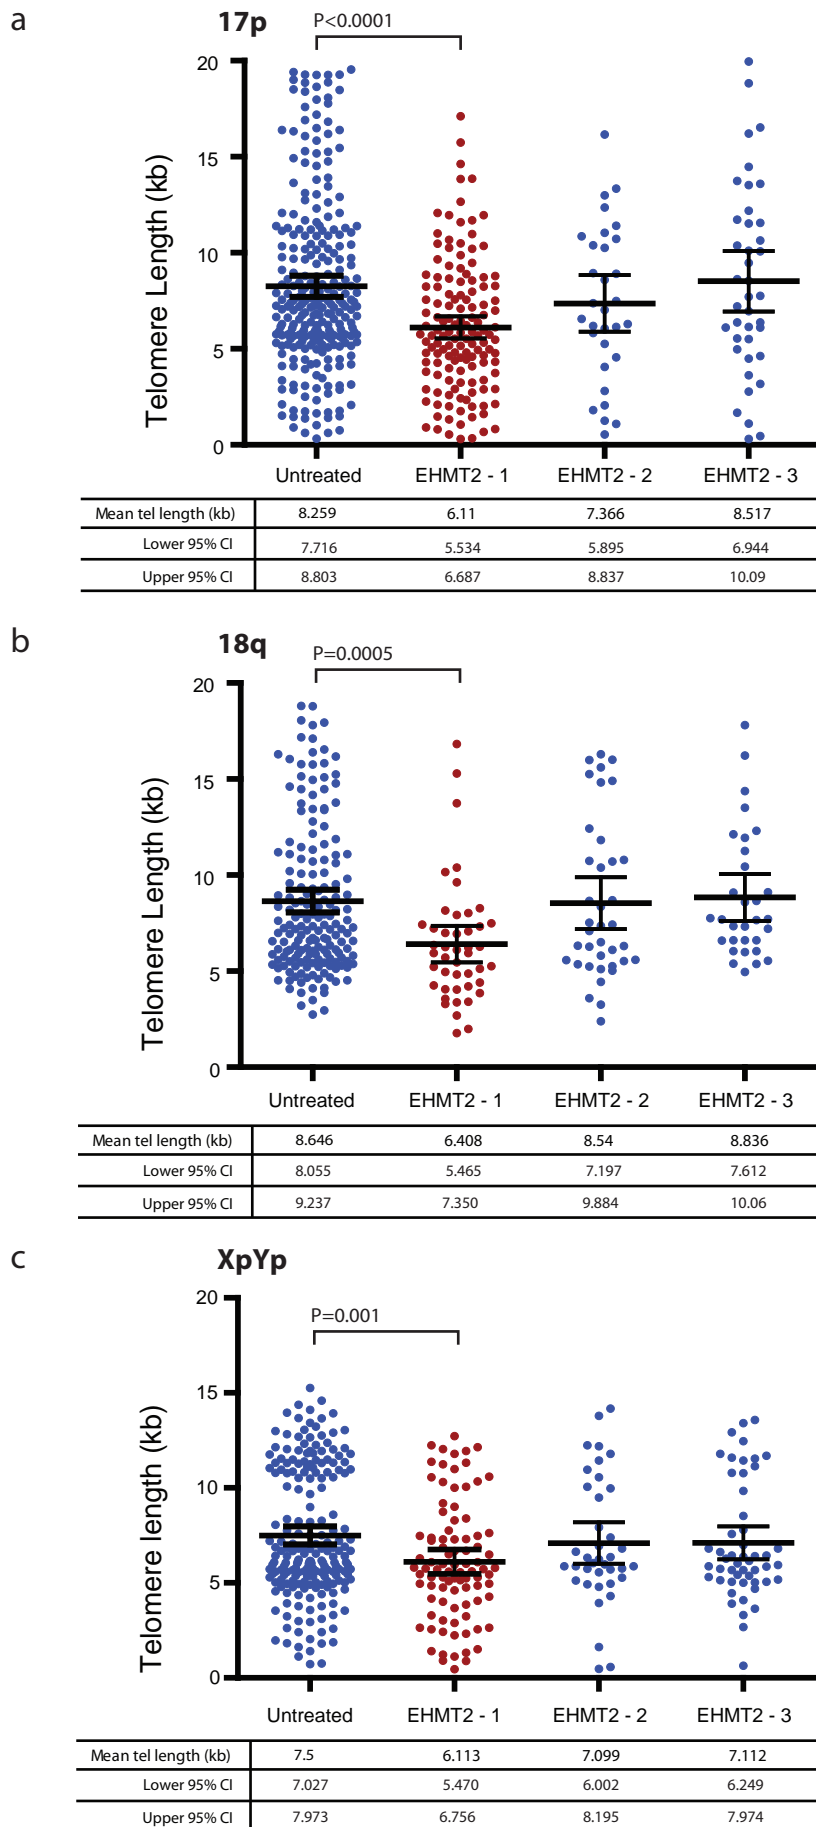 a
17p
P<0.0001
Telomere Length (kb)
20
15
10
5
0
Untreated EHMT2 - 1 EHMT2 - 2 EHMT2 - 3
Mean tel length (kb) 8.259 6.11 7.366 8.517
Lower 95% CI 7.716 5.534 5.895 6.944
Upper 95% CI 8.803 6.687 8.837 10.09
b
18q
P=0.0005
Telomere Length (kb)
20
15
10
5
0
Untreated EHMT2 - 1 EHMT2 - 2 EHMT2 - 3
Mean tel length (kb) 8.646 6.408 8.54 8.836
Lower 95% CI 8.055 5.465 7.197 7.612
Upper 95% CI 9.237 7.350 9.884 10.06
c
XpYp
P=0.001
Telomere length (kb)
20
15
10
5
0
Untreated EHMT2 - 1 EHMT2 - 2 EHMT2 - 3
Mean tel length (kb) 7.5 6.113 7.099 7.112
Lower 95% CI 7.027 5.470 6.002 6.249
Upper 95% CI 7.973 6.756 8.195 7.974